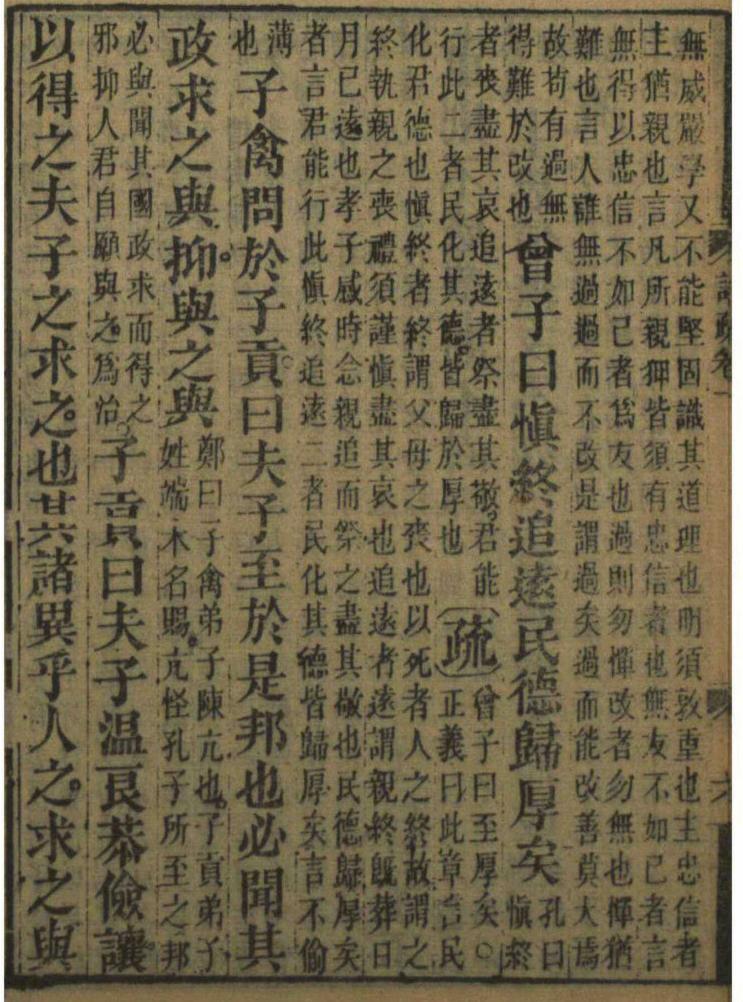 語疏卷一
六
無威嚴學又不能堅固識其道理也明須敦重也主忠信者
主猶親也言凡所親狎皆須有忠信者也無友不如已者言
無得以忠信不如已者爲友也過則勿憚改者勿無也憚猶
難也言人誰無過過而不改是謂過矣過而能改善莫大焉
故苟有過無
得難於改也
曾子曰愼終追遠民德歸厚矣
孔曰
愼終
者喪盡其哀追遠者祭盡其敬君能
行此二者民化其德皆歸於厚也
疏
曾子曰至厚矣○
正義曰此章言民
化君德也愼終者終謂父母之喪也以死者人之終故謂之
終執親之喪禮須謹愼盡其哀也追遠者遠謂親終旣葬日
月已遠也孝子感時念親追而祭之盡其敬也民德歸厚矣
者言君能行此愼終追遠二者民化其德皆歸厚矣言不偷
薄
也
子禽問於子貢曰夫子至於是邦也必聞其
政求之與抑與之與
鄭曰子禽弟子陳亢也子貢弟子
姓端木名賜亢怪孔子所至之邦
必與聞其國政求而得之
邪抑人君自願與之爲治
子貢曰夫子温良恭儉讓
以得之夫子之求之也其諸異乎人之求之與